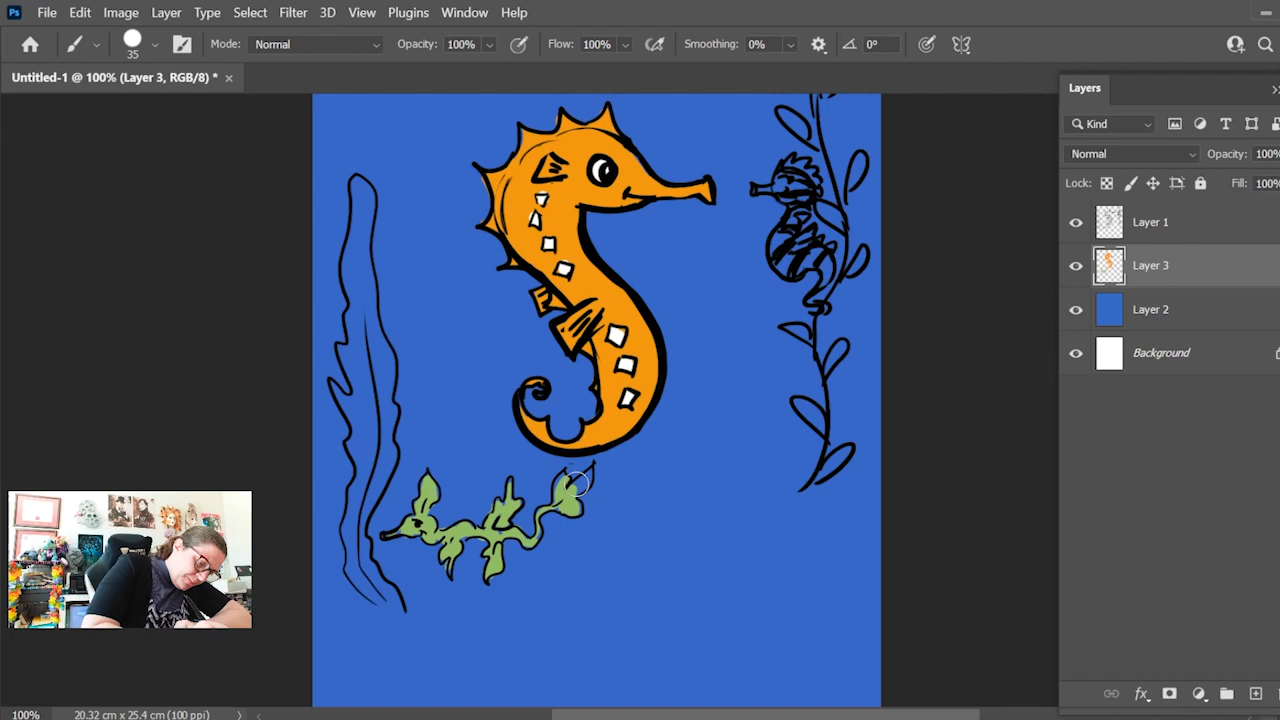 Ps File Edit Image Layer Type Select Filter 3D View Plugins Window Help
35 Mode: Normal Opacity: 100% Flow: 100% Smoothing: 0% 0°
Untitled-1 @ 100% (Layer 3, RGB/8) * ×
Layers
Kind
Normal Opacity: 100%
Lock: Fill: 100%
Layer 1
Layer 3
Layer 2
Background
fx
100% 20.32 cm x 25.4 cm (100 ppi)